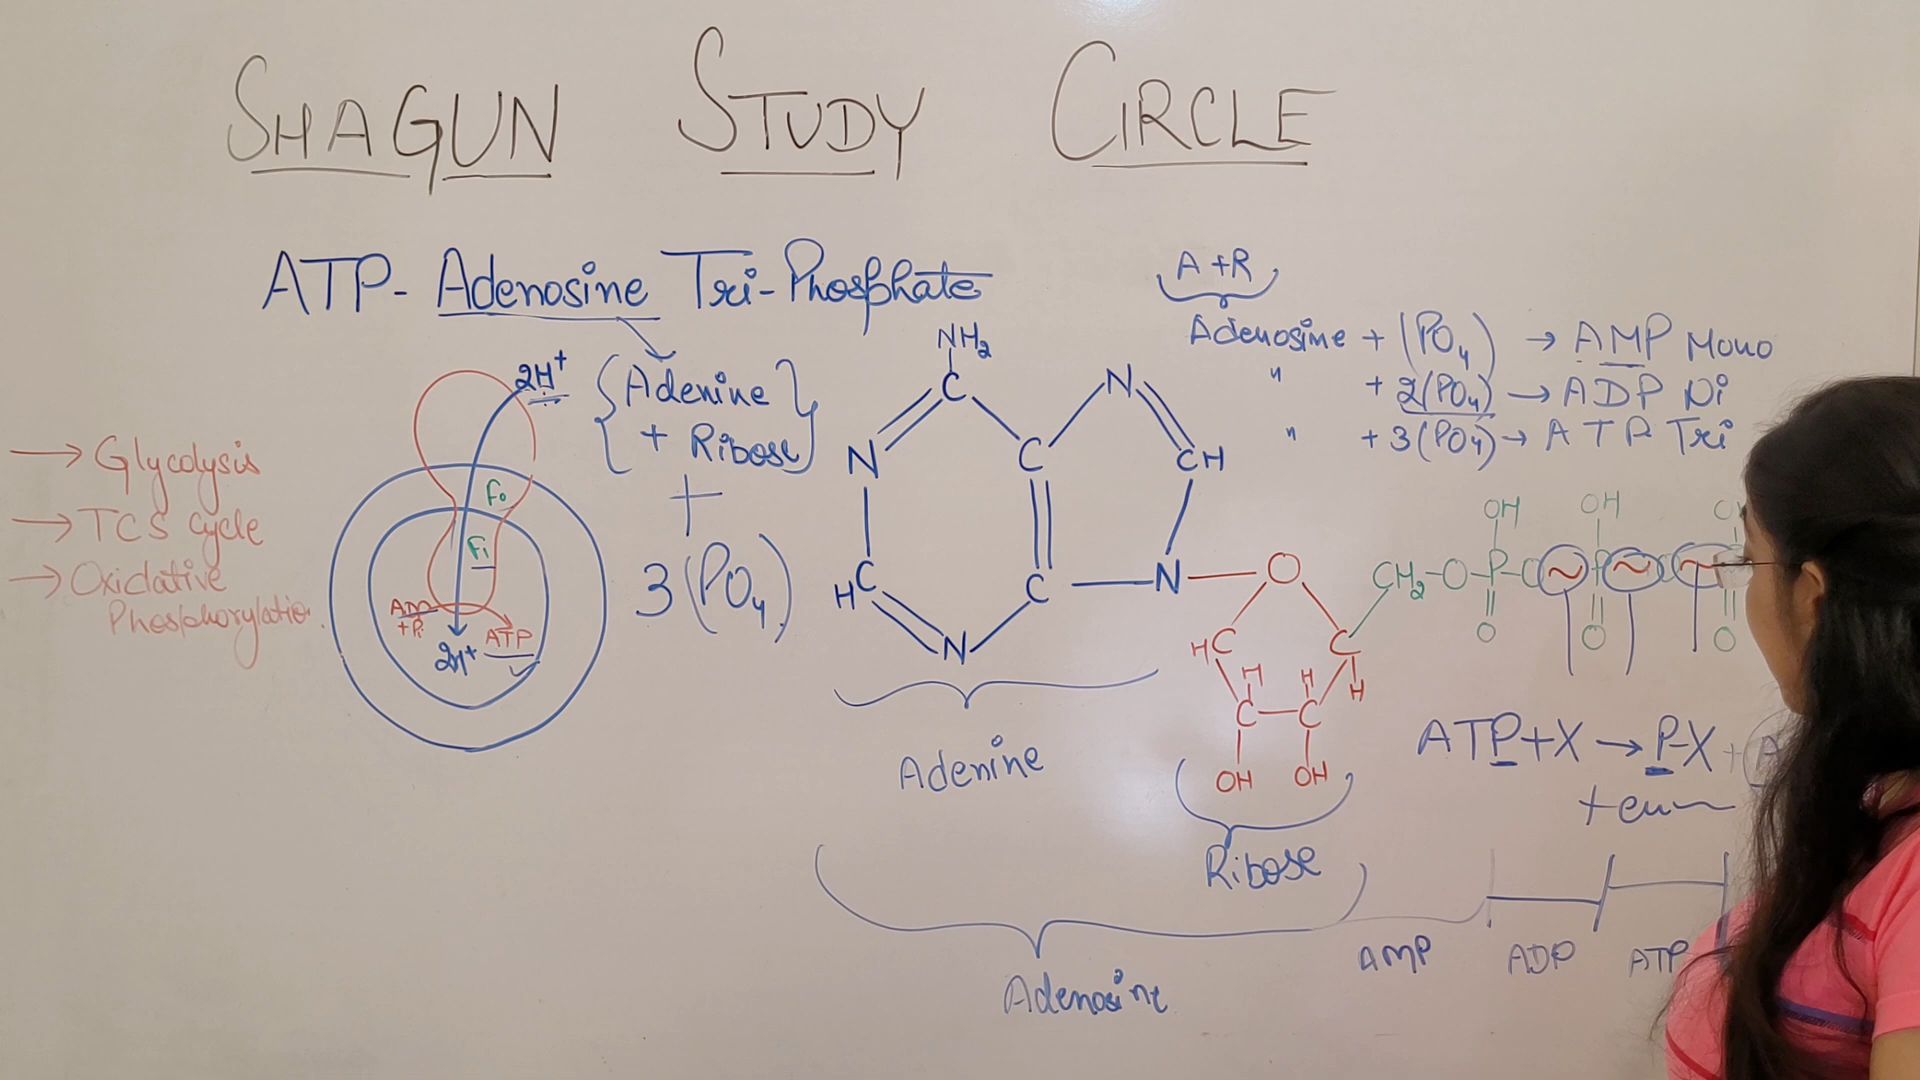 SHAGUN STUDY CIRCLE
ATP- Adenosine Tri-Phosphate
2H+
{Adenine
+ Ribose}
+
3(PO4)
→ Glycolysis
→ TCS Cycle
→ Oxidative
Phosphorylation
F0
F1
+Pi
ATP
2H+
NH2
C
N
N
C
CH
HC
C
N
N
Adenine
O
HC
C
H
H
H
C
C
OH
OH
Ribose
Adenosine
A+R
Adenosine + (PO4) → AMP Mono
" + 2(PO4) → ADP Di
" + 3(PO4) → ATP Tri
OH
OH
CH2-O-P-O~P~O~
O
O
O
ATP+X → P-X+A
AMP
ADP
ATP